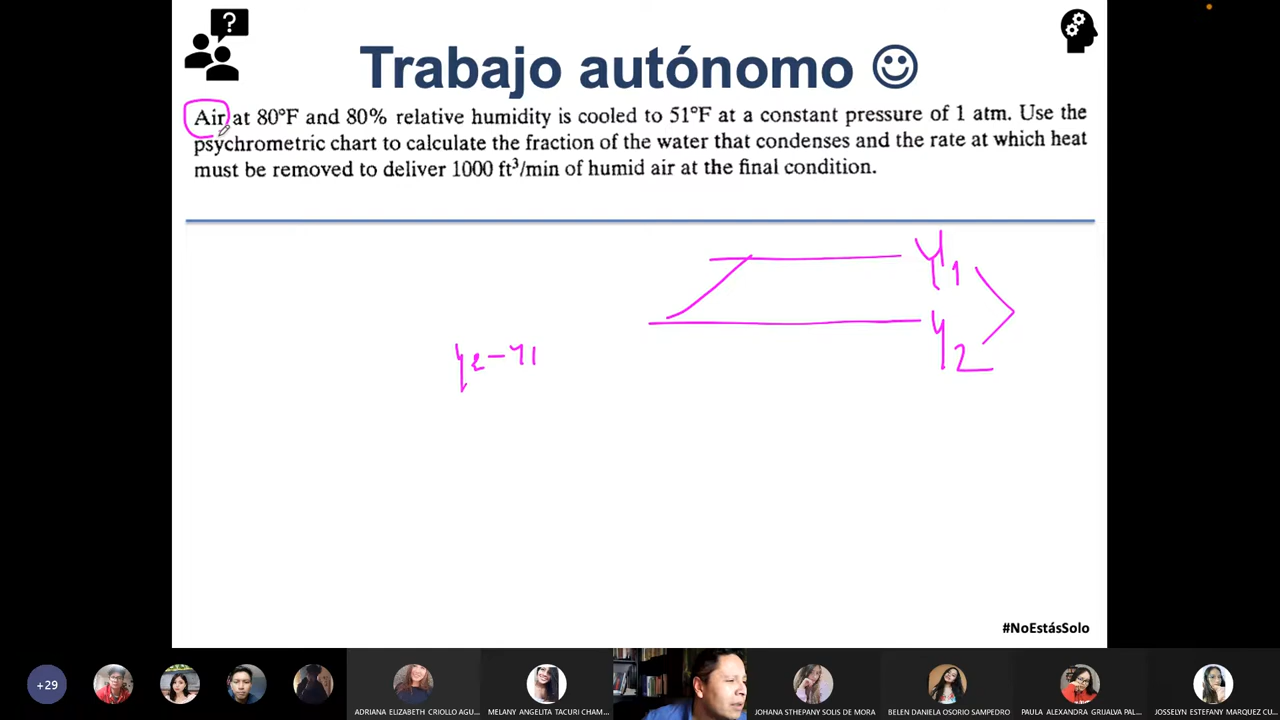 ?
Trabajo autónomo
Air at 80°F and 80% relative humidity is cooled to 51°F at a constant pressure of 1 atm. Use the
psychrometric chart to calculate the fraction of the water that condenses and the rate at which heat
must be removed to deliver 1000 ft³/min of humid air at the final condition.
Y1
Y2
y2-y1
#NoEstásSolo
+29
ADRIANA ELIZABETH CRIOLLO AGU...
MELANY ANGELITA TACURI CHAM...
JOHANA STHEPANY SOLIS DE MORA
BELEN DANIELA OSORIO SAMPEDRO
PAULA ALEXANDRA GRIJALVA PAL...
JOSSELYN ESTEFANY MARQUEZ CU...